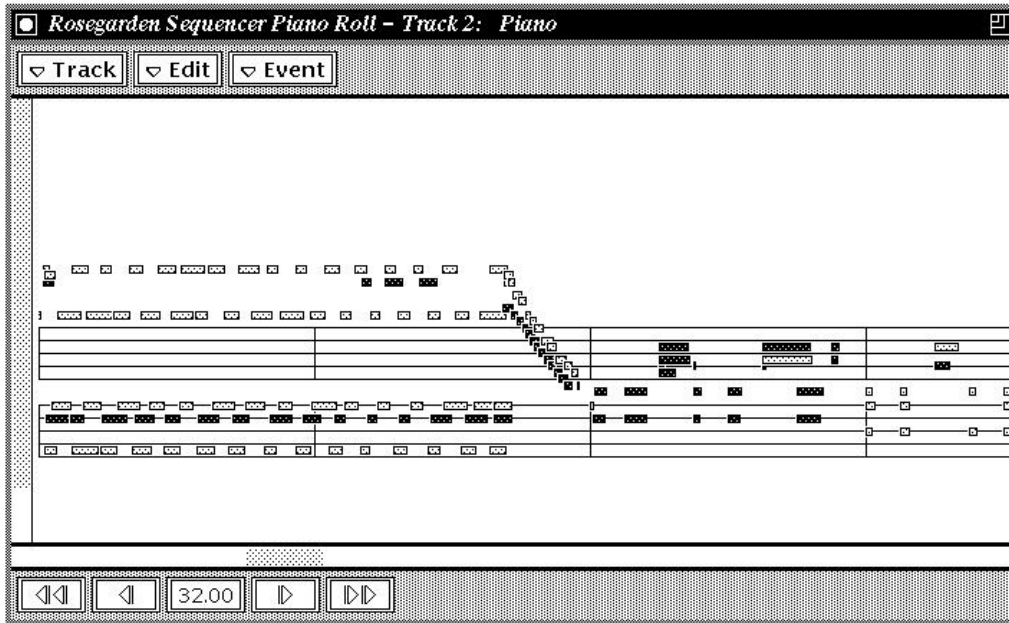 Rosegarden Sequencer Piano Roll – Track 2: Piano
Track Edit Event
32.00